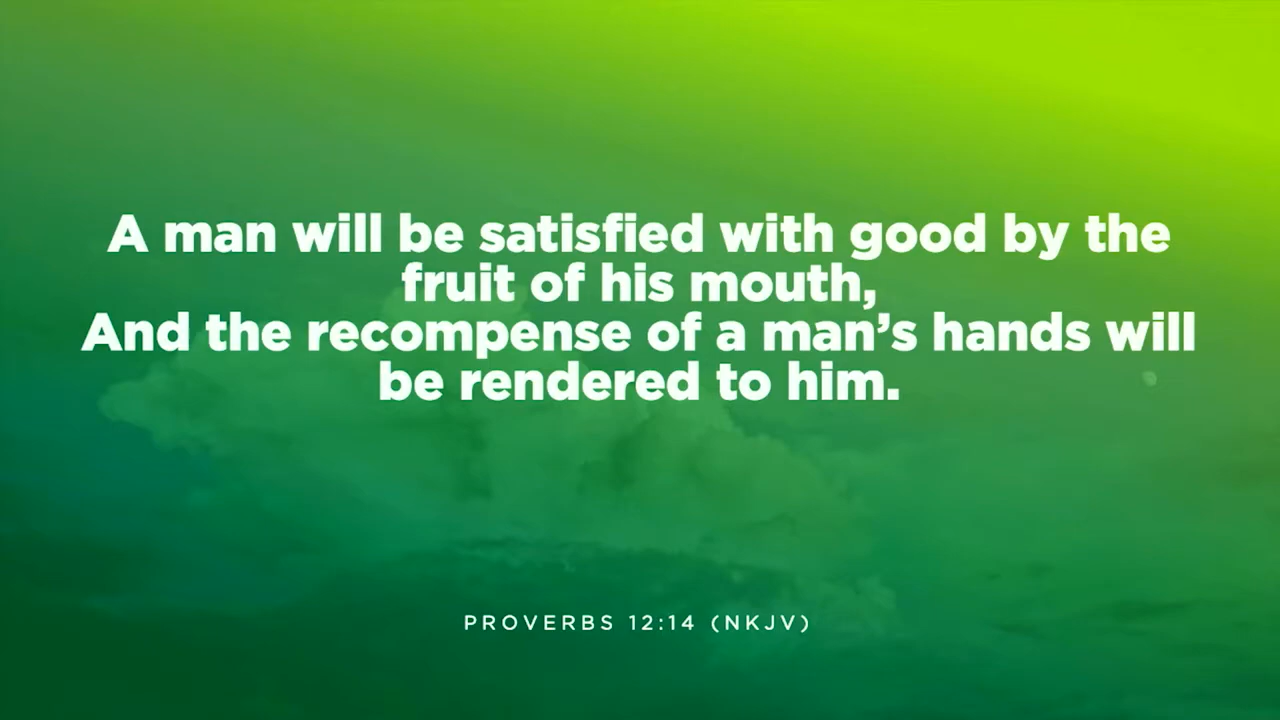 A man will be satisfied with good by the
fruit of his mouth,
And the recompense of a man’s hands will
be rendered to him.
PROVERBS 12:14 (NKJV)